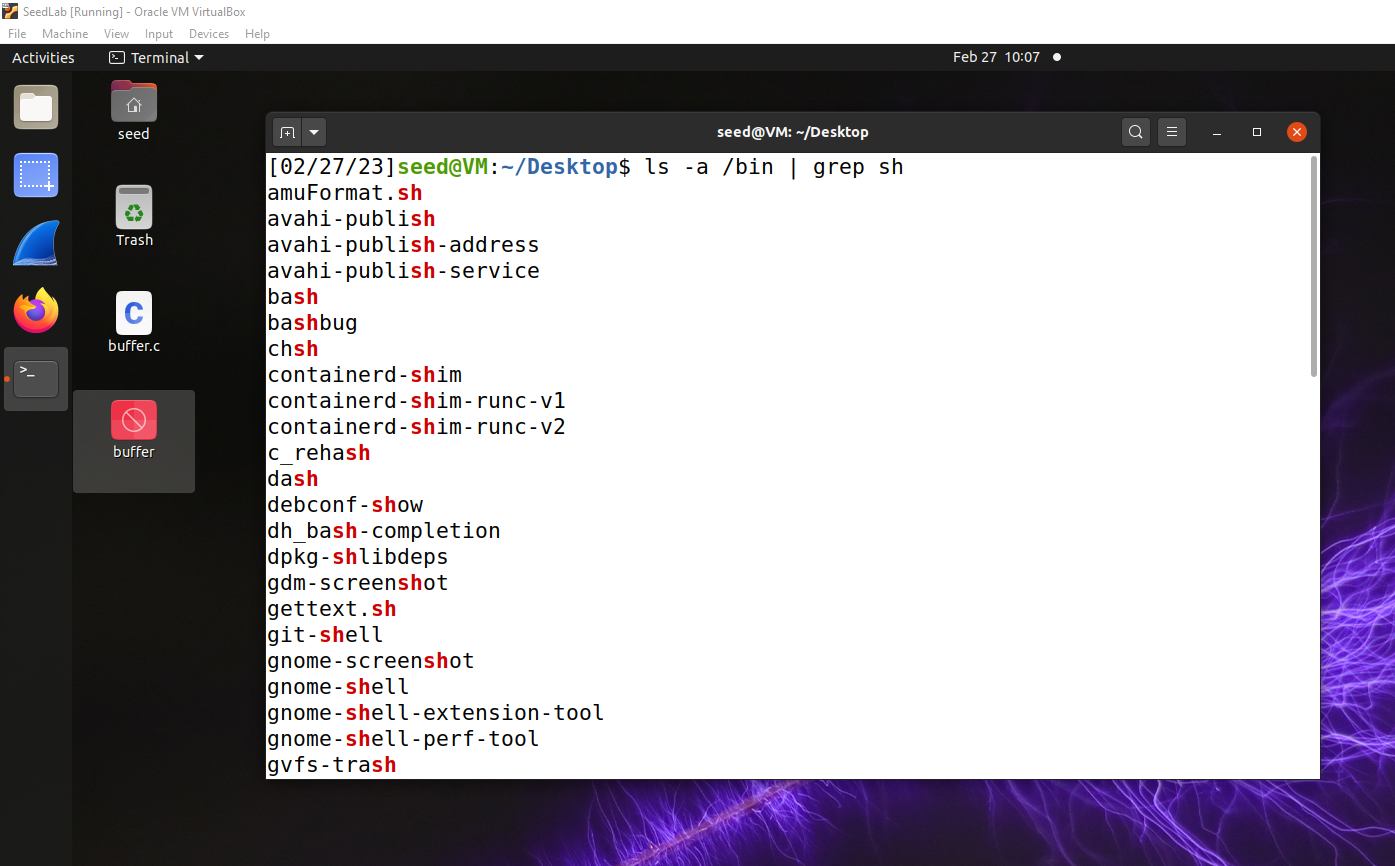 SeedLab [Running] - Oracle VM VirtualBox
File Machine View Input Devices Help
Activities Terminal Feb 27 10:07
seed
Trash
C
buffer.c
>_
buffer
seed@VM: ~/Desktop
[02/27/23]seed@VM:~/Desktop$ ls -a /bin | grep sh
amuFormat.sh
avahi-publish
avahi-publish-address
avahi-publish-service
bash
bashbug
chsh
containerd-shim
containerd-shim-runc-v1
containerd-shim-runc-v2
c_rehash
dash
debconf-show
dh_bash-completion
dpkg-shlibdeps
gdm-screenshot
gettext.sh
git-shell
gnome-screenshot
gnome-shell
gnome-shell-extension-tool
gnome-shell-perf-tool
gvfs-trash